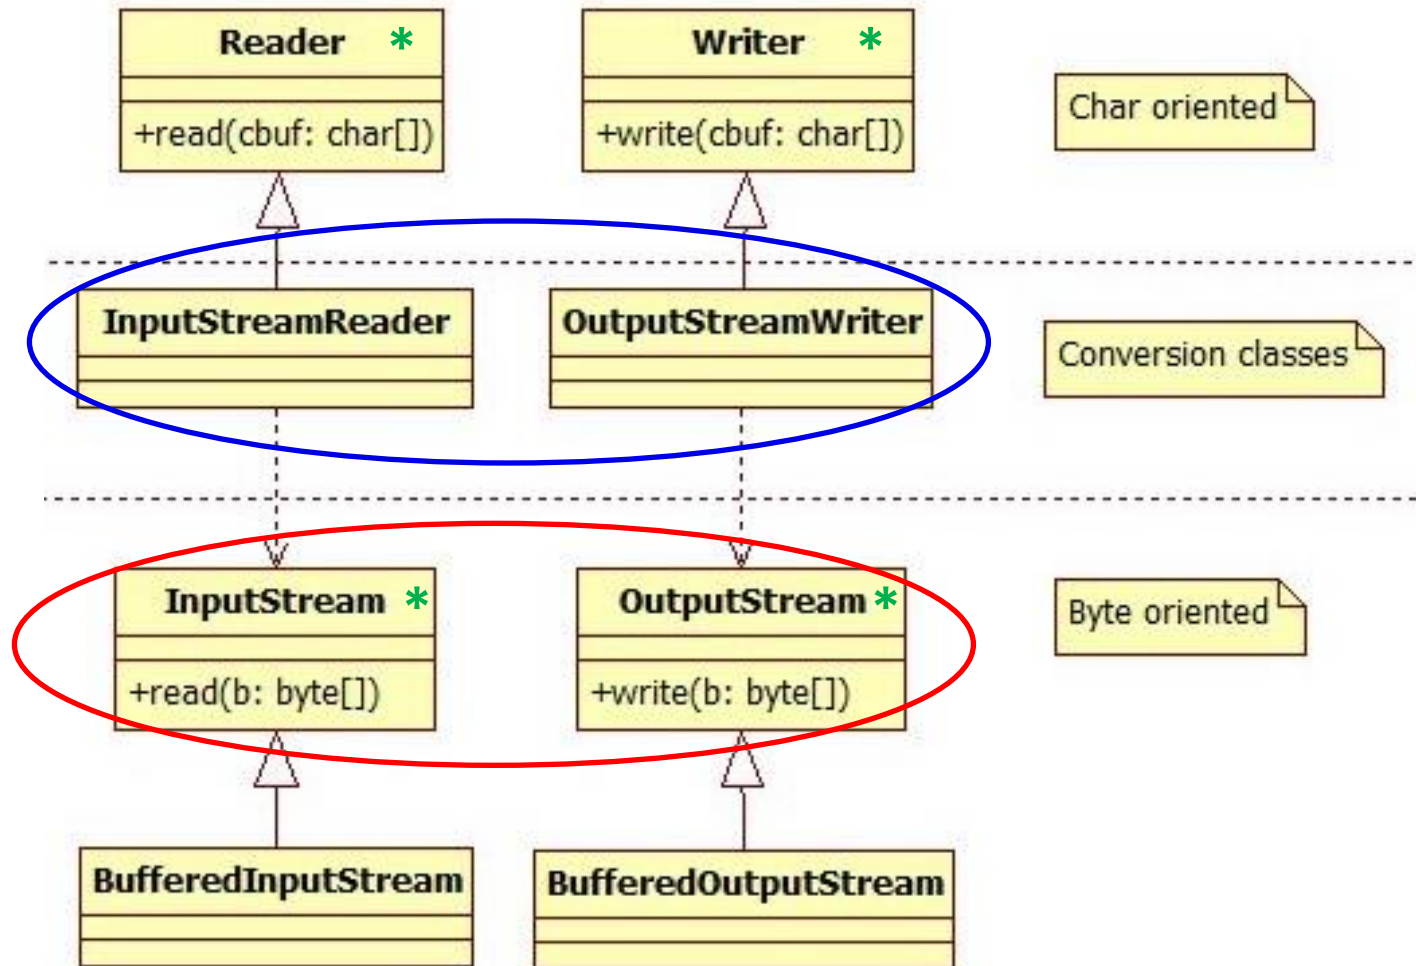 Reader *
Writer *
+read(cbuf: char[])
+write(cbuf: char[])
Char oriented
InputStreamReader
OutputStreamWriter
Conversion classes
InputStream *
OutputStream *
+read(b: byte[])
+write(b: byte[])
Byte oriented
BufferedInputStream
BufferedOutputStream